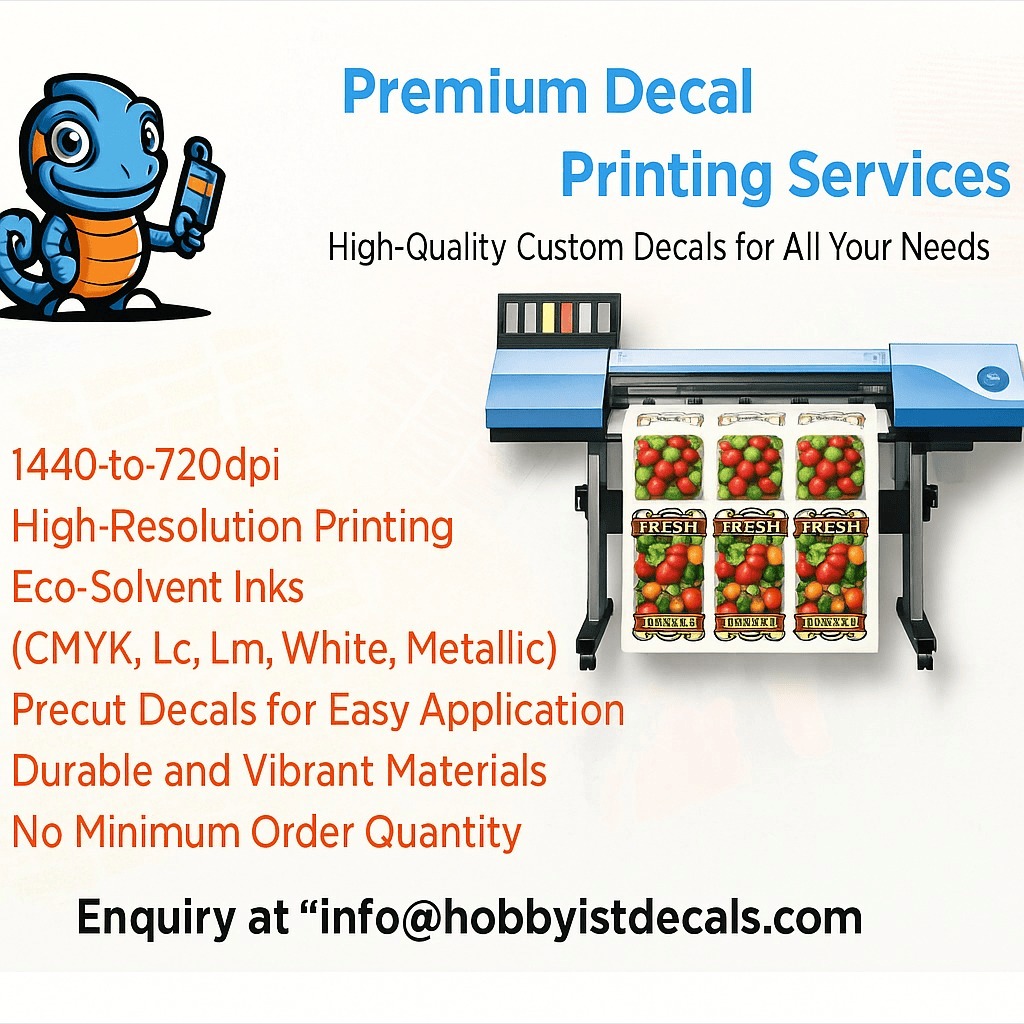 Premium Decal
Printing Services
High-Quality Custom Decals for All Your Needs
1440-to-720dpi
High-Resolution Printing
Eco-Solvent Inks
(CMYK, Lc, Lm, White, Metallic)
Precut Decals for Easy Application
Durable and Vibrant Materials
No Minimum Order Quantity
FRESH FRESH FRESH
Enquiry at “info@hobbyistdecals.com